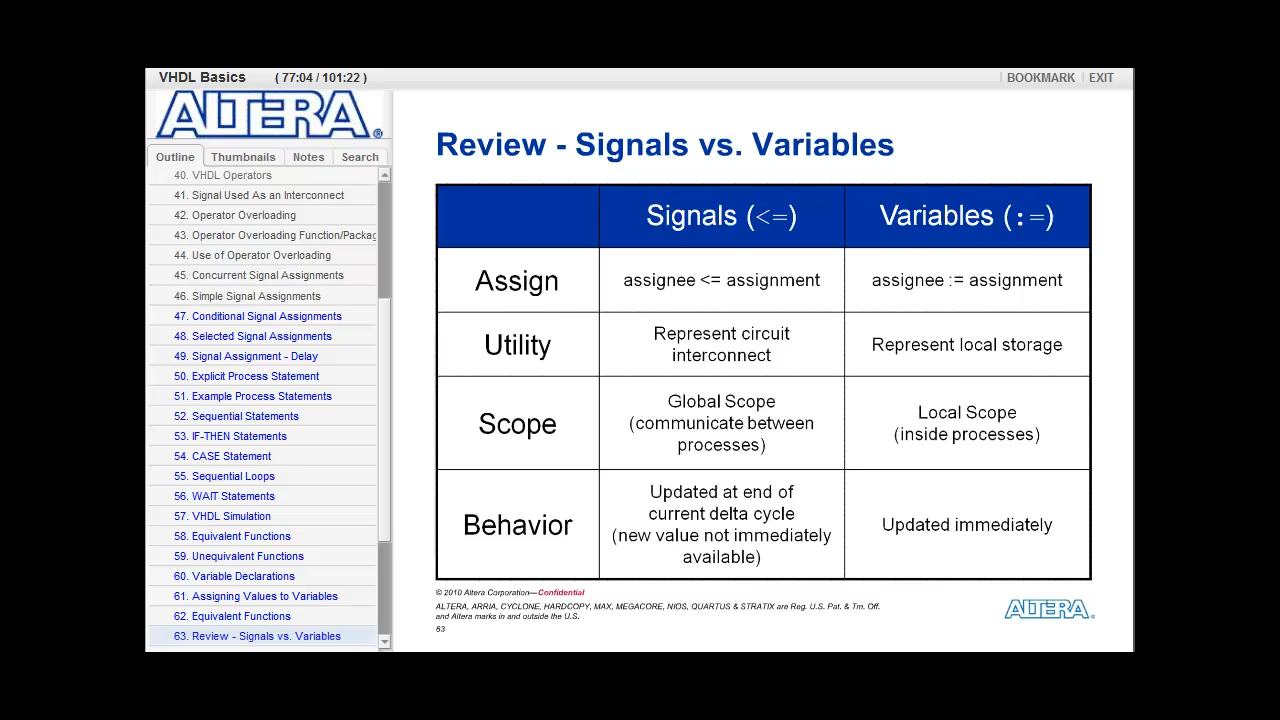 VHDL Basics ( 77:04 / 101:22 )
BOOKMARK EXIT
ALTERA®
Outline Thumbnails Notes Search
40. VHDL Operators
41. Signal Used As an Interconnect
42. Operator Overloading
43. Operator Overloading Function/Packag
44. Use of Operator Overloading
45. Concurrent Signal Assignments
46. Simple Signal Assignments
47. Conditional Signal Assignments
48. Selected Signal Assignments
49. Signal Assignment - Delay
50. Explicit Process Statement
51. Example Process Statements
52. Sequential Statements
53. IF-THEN Statements
54. CASE Statement
55. Sequential Loops
56. WAIT Statements
57. VHDL Simulation
58. Equivalent Functions
59. Unequivalent Functions
60. Variable Declarations
61. Assigning Values to Variables
62. Equivalent Functions
63. Review - Signals vs. Variables
Review - Signals vs. Variables
Signals (<=) Variables (:=)
Assign assignee <= assignment assignee := assignment
Utility Represent circuit
interconnect Represent local storage
Scope Global Scope
(communicate between
processes) Local Scope
(inside processes)
Behavior Updated at end of
current delta cycle
(new value not immediately
available) Updated immediately
© 2010 Altera Corporation—Confidential
ALTERA, ARRIA, CYCLONE, HARDCOPY, MAX, MEGACORE, NIOS, QUARTUS & STRATIX are Reg. U.S. Pat. & Tm. Off.
and Altera marks in and outside the U.S.
63
ALTERA®